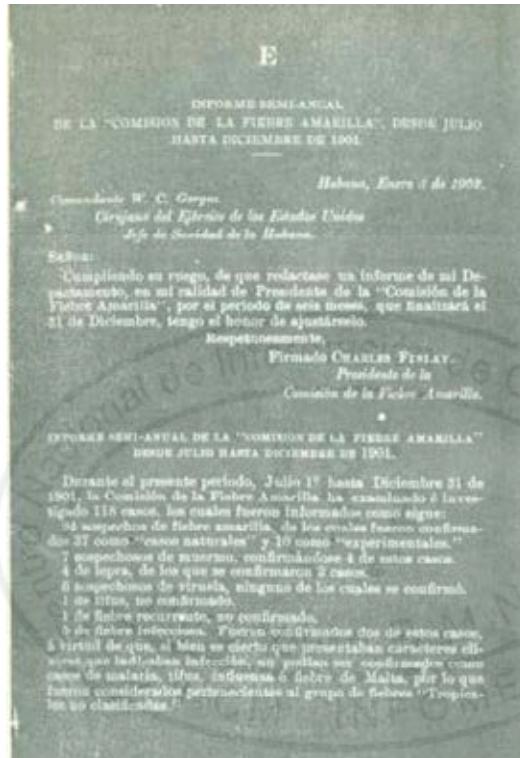 E
INFORME SEMI-ANUAL
DE LA "COMISION DE LA FIEBRE AMARILLA", DESDE JULIO
HASTA DICIEMBRE DE 1901.
Habana, Enero 3 de 1902.
Comandante W. C. Gorgas
Cirujano del Ejército de los Estados Unidos
Jefe de Sanidad de la Habana.
Señor:
Cumpliendo su ruego, de que redactase un informe de mi De-
partamento, en mi calidad de Presidente de la "Comisión de la
Fiebre Amarilla", por el período de seis meses, que finalizará el
31 de Diciembre, tengo el honor de ajustárselo.
Respetuosamente,
Firmado CHARLES FINLAY.
Presidente de la
Comisión de la Fiebre Amarilla.
INFORME SEMI-ANUAL DE LA "COMISION DE LA FIEBRE AMARILLA"
DESDE JULIO HASTA DICIEMBRE DE 1901.
Durante el presente período, Julio 1º hasta Diciembre 31 de
1901, la Comisión de la Fiebre Amarilla ha examinado é inves-
tigado 118 casos, los cuales fueron informados como sigue:
sospechos de fiebre amarilla, de los cuales fueron confirma-
dos 37 como "casos naturales" y 10 como "experimentales."
7 sospechosos de muermo, confirmándose 4 de estos casos.
4 de lepra, de los que se confirmaron 2 casos.
6 sospechosos de viruela, ninguno de los cuales se confirmó.
1 de tifus, no confirmado.
1 de fiebre recurrente, no confirmado.
5 de fiebre infecciosa. Fueron confirmados dos de estos casos,
á virtud de que, si bien es cierto que presentaban caracteres clí-
nicos que indicaban infección, no podían ser confirmados como
casos de malaria, tifus, influenza ó fiebre de Malta, por lo que
fueron considerados pertenecientes al grupo de fiebres "Tropica-
les no clasificadas."